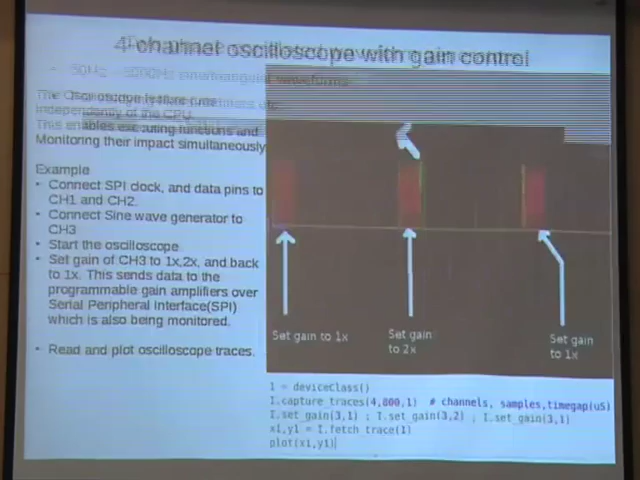 4-channel oscilloscope with gain control
50Hz - 5000Hz
The Oscilloscope
independently of the CPU.
This enables executing functions and
Monitoring their impact simultaneously
Example
• Connect SPI clock, and data pins to
CH1 and CH2.
• Connect Sine wave generator to
CH3
• Start the oscilloscope
• Set gain of CH3 to 1x,2x, and back
to 1x. This sends data to the
programmable gain amplifiers over
Serial Peripheral Interface(SPI)
which is also being monitored.
• Read and plot oscilloscope traces.
Set gain to 1x
Set gain
to 2x
Set gain
to 1x
I = deviceClass()
I.capture_traces(4,800,1) # channels, samples,timegap(uS)
I.set_gain(3,1) ; I.set_gain(3,2) ; I.set_gain(3,1)
x1,y1 = I.fetch_trace(1)
plot(x1,y1)